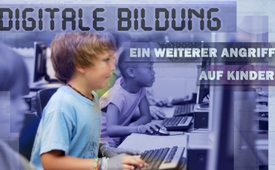 DIGITALE BILDUNG
EIN WEITERER ANGRIFF
AUF KINDER